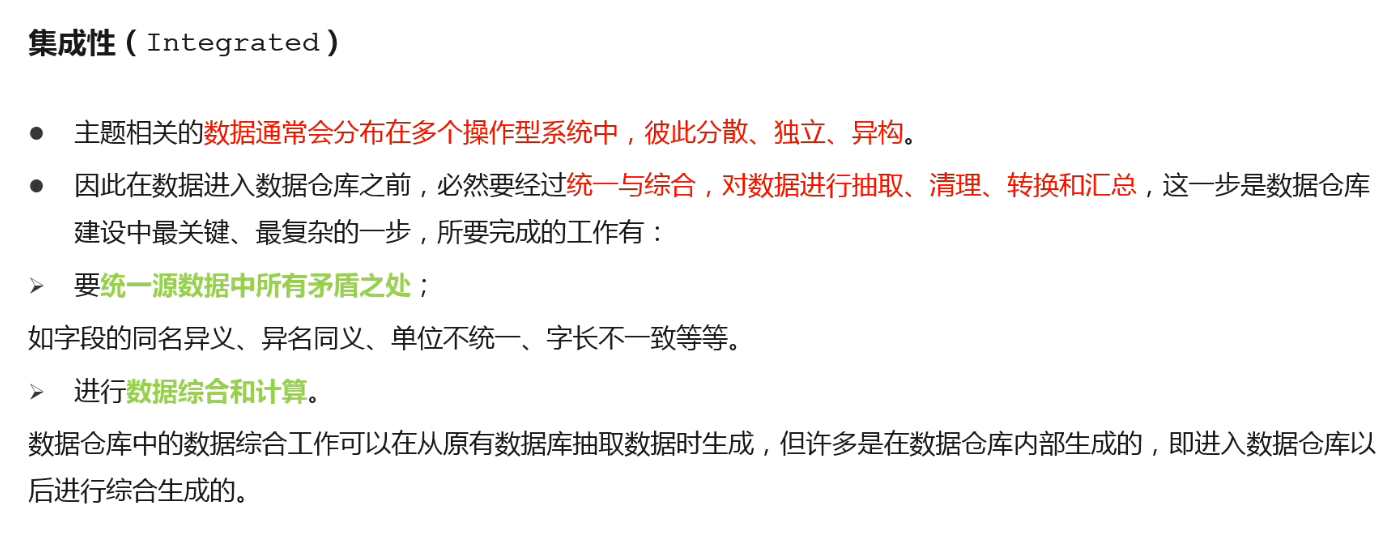 集成性（Integrated）
● 主题相关的数据通常会分布在多个操作型系统中，彼此分散、独立、异构。
● 因此在数据进入数据仓库之前，必然要经过统一与综合，对数据进行抽取、清理、转换和汇总，这一步是数据仓库
建设中最关键、最复杂的一步，所要完成的工作有：
➢ 要统一源数据中所有矛盾之处；
如字段的同名异义、异名同义、单位不统一、字长不一致等等。
➢ 进行数据综合和计算。
数据仓库中的数据综合工作可以在从原有数据库抽取数据时生成，但许多是在数据仓库内部生成的，即进入数据仓库以
后进行综合生成的。